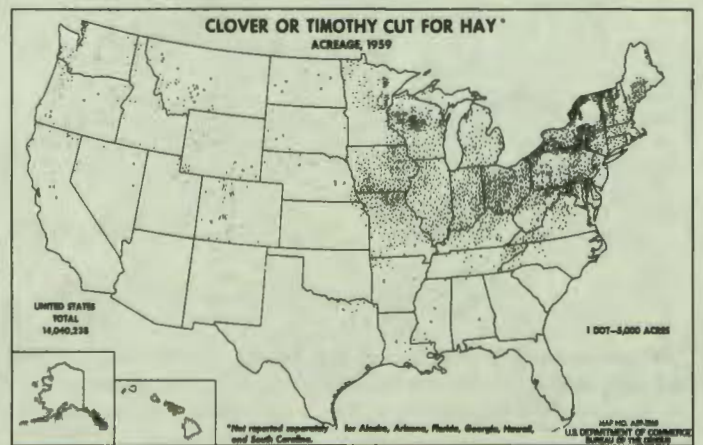 CLOVER OR TIMOTHY CUT FOR HAY*
ACREAGE, 1959
UNITED STATES
TOTAL
14,040,238
1 DOT—5,000 ACRES
*Not reported separately for Alaska, Arizona, Florida, Georgia, Hawaii,
and South Carolina.
MAP NO.
U.S. DEPARTMENT OF COMMERCE
BUREAU OF THE CENSUS